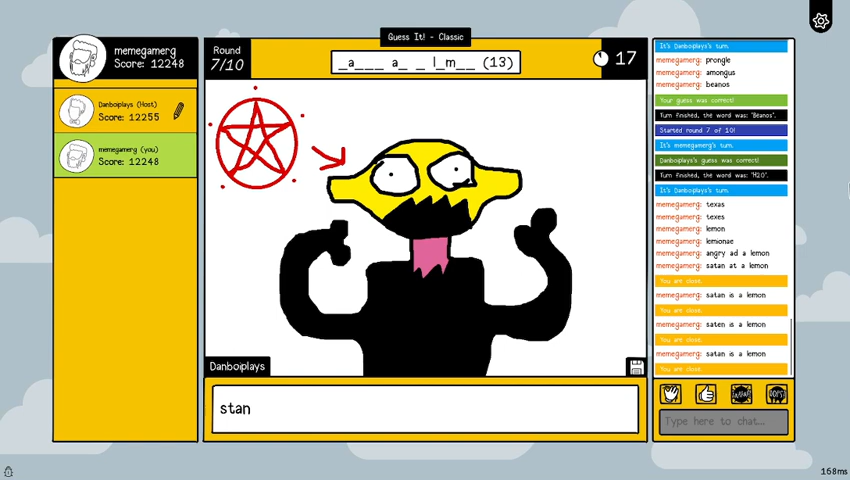 Guess It! - Classic
memegamerg
Score: 12248
Danboiplays (Host)
Score: 12255
memegamerg (you)
Score: 12248
Round
7/10
_a___ a_ _ l_m__ (13)
17
Danboiplays
stan
It's Danboiplays's turn.
memegamerg: prongle
memegamerg: amongus
memegamerg: beanos
Your guess was correct!
Turn finished, the word was: "Beanos".
Started round 7 of 10!
It's memegamerg's turn.
Danboiplays's guess was correct!
Turn finished, the word was: "H20".
It's Danboiplays's turn.
memegamerg: texas
memegamerg: texes
memegamerg: lemon
memegamerg: lemionae
memegamerg: angry ad a lemon
memegamerg: satan at a lemon
You are close.
memegamerg: satan is a lemon
You are close.
memegamerg: saten is a lemon
You are close.
memegamerg: satan is a lemon
You are close.
OOPS!
Type here to chat...
168ms